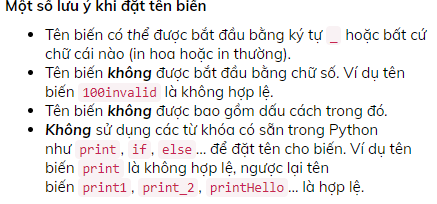 Một số lưu ý khi đặt tên biến
• Tên biến có thể được bắt đầu bằng ký tự _ hoặc bất cứ
chữ cái nào (in hoa hoặc in thường).
• Tên biến không được bắt đầu bằng chữ số. Ví dụ tên
biến 100invalid là không hợp lệ.
• Tên biến không được bao gồm dấu cách trong đó.
• Không sử dụng các từ khóa có sẵn trong Python
như print , if , else ... để đặt tên cho biến. Ví dụ tên
biến print là không hợp lệ, ngược lại tên
biến print1 , print_2 , printHello ... là hợp lệ.